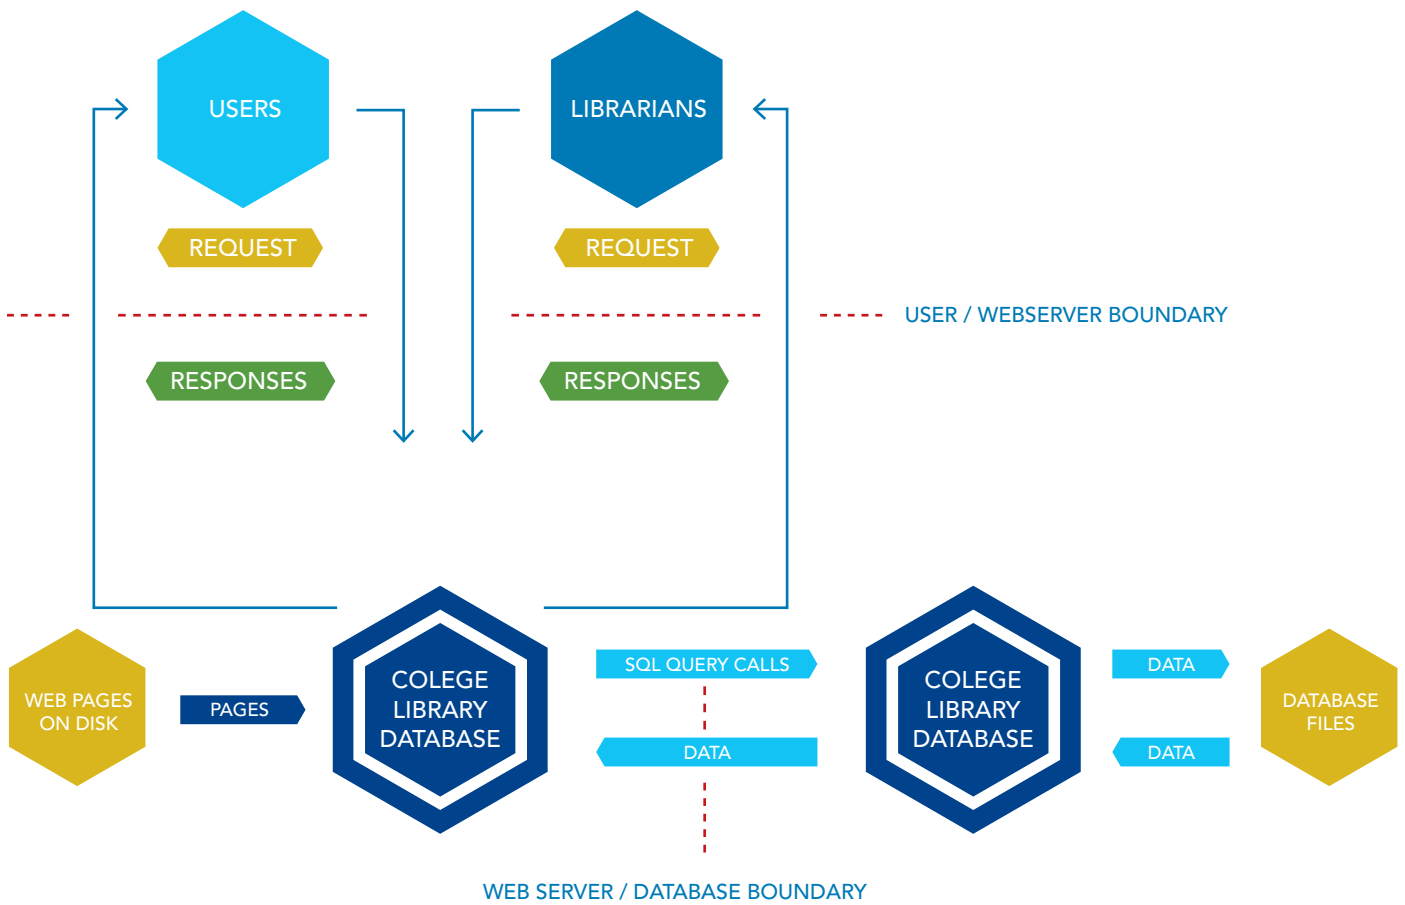 USERS
LIBRARIANS
REQUEST
REQUEST
USER / WEBSERVER BOUNDARY
RESPONSES
RESPONSES
WEB PAGES
ON DISK
PAGES
COLEGE
LIBRARY
DATABASE
SQL QUERY CALLS
DATA
COLEGE
LIBRARY
DATABASE
DATA
DATA
DATABASE
FILES
WEB SERVER / DATABASE BOUNDARY